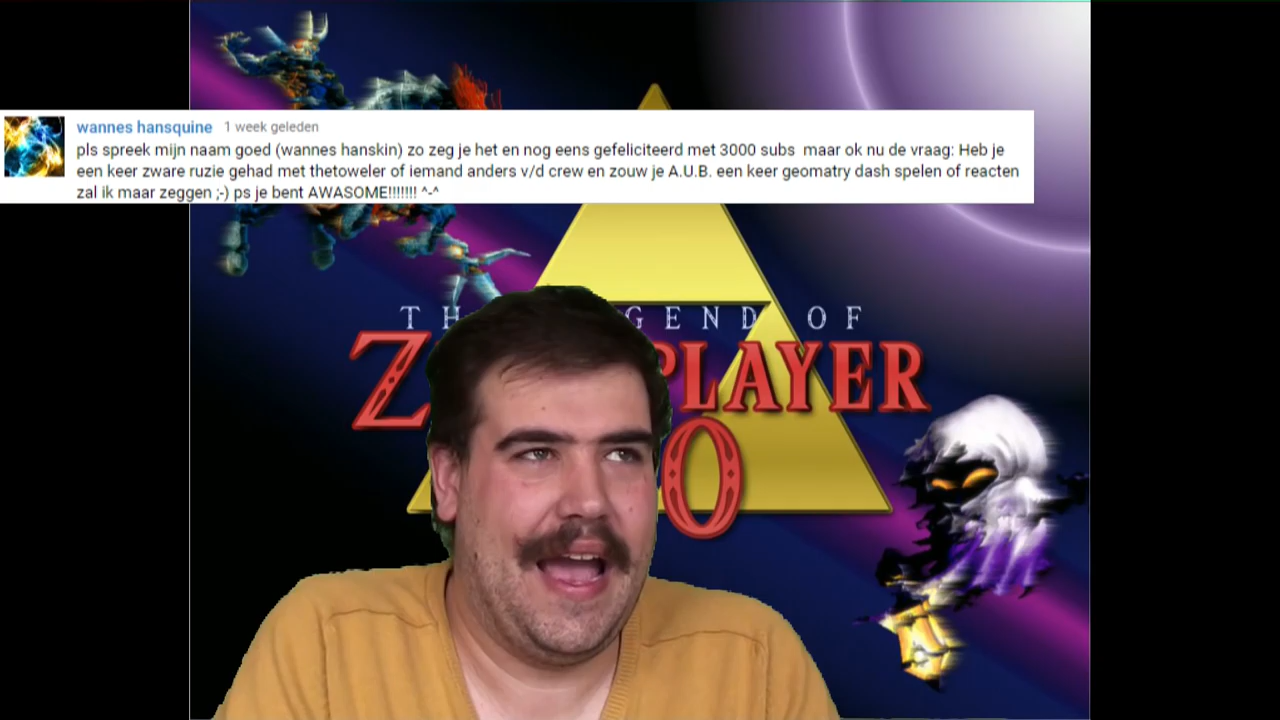 wannes hansquine 1 week geleden
pls spreek mijn naam goed (wannes hanskin) zo zeg je het en nog eens gefeliciteerd met 3000 subs maar ok nu de vraag: Heb je
een keer zware ruzie gehad met thetoweler of iemand anders v/d crew en zouw je A.U.B. een keer geomatry dash spelen of reacten
zal ik maar zeggen ;-) ps je bent AWASOME!!!!!!! ^-^
OF